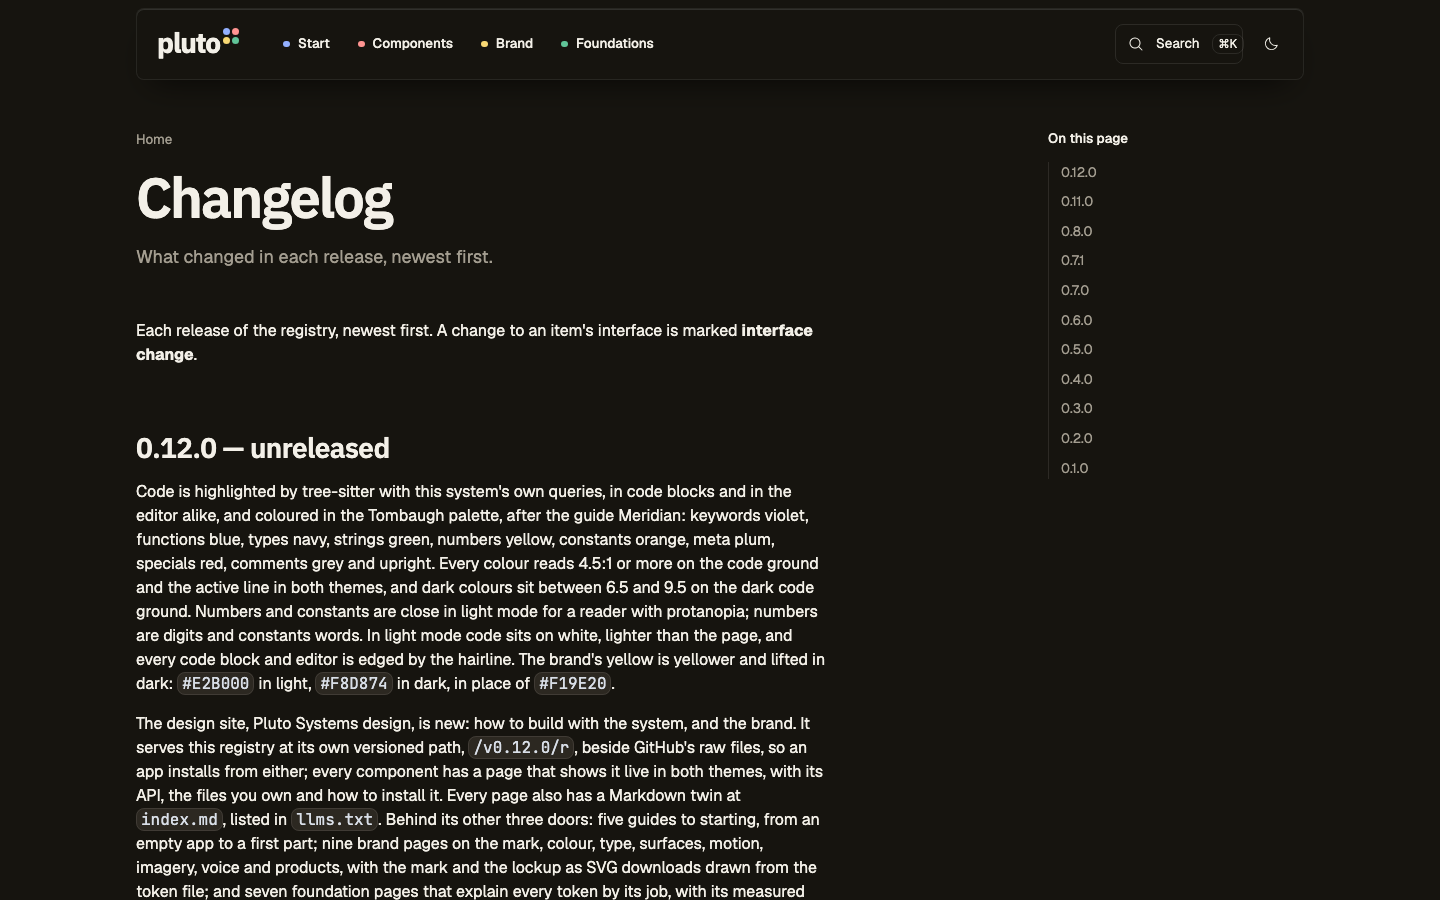 pluto
Start
Components
Brand
Foundations
Search
⌘K
Home
Changelog
What changed in each release, newest first.
Each release of the registry, newest first. A change to an item's interface is marked interface
change.
0.12.0 — unreleased
Code is highlighted by tree-sitter with this system's own queries, in code blocks and in the
editor alike, and coloured in the Tombaugh palette, after the guide Meridian: keywords violet,
functions blue, types navy, strings green, numbers yellow, constants orange, meta plum,
specials red, comments grey and upright. Every colour reads 4.5:1 or more on the code ground
and the active line in both themes, and dark colours sit between 6.5 and 9.5 on the dark code
ground. Numbers and constants are close in light mode for a reader with protanopia; numbers
are digits and constants words. In light mode code sits on white, lighter than the page, and
every code block and editor is edged by the hairline. The brand's yellow is yellower and lifted in
dark: #E2B000 in light, #F8D874 in dark, in place of #F19E20.
The design site, Pluto Systems design, is new: how to build with the system, and the brand. It
serves this registry at its own versioned path, /v0.12.0/r, beside GitHub's raw files, so an
app installs from either; every component has a page that shows it live in both themes, with its
API, the files you own and how to install it. Every page also has a Markdown twin at
index.md, listed in llms.txt. Behind its other three doors: five guides to starting, from an
empty app to a first part; nine brand pages on the mark, colour, type, surfaces, motion,
imagery, voice and products, with the mark and the lockup as SVG downloads drawn from the
token file; and seven foundation pages that explain every token by its job, with its measured
On this page
0.12.0
0.11.0
0.8.0
0.7.1
0.7.0
0.6.0
0.5.0
0.4.0
0.3.0
0.2.0
0.1.0